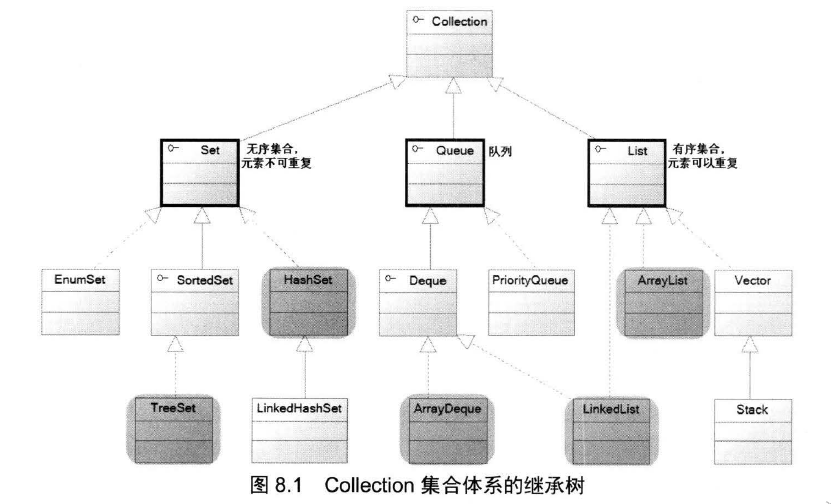 Collection
Set
无序集合，
元素不可重复
Queue
队列
List
有序集合，
元素可以重复
EnumSet
SortedSet
HashSet
Deque
PriorityQueue
ArrayList
Vector
TreeSet
LinkedHashSet
ArrayDeque
LinkedList
Stack
图 8.1 Collection 集合体系的继承树